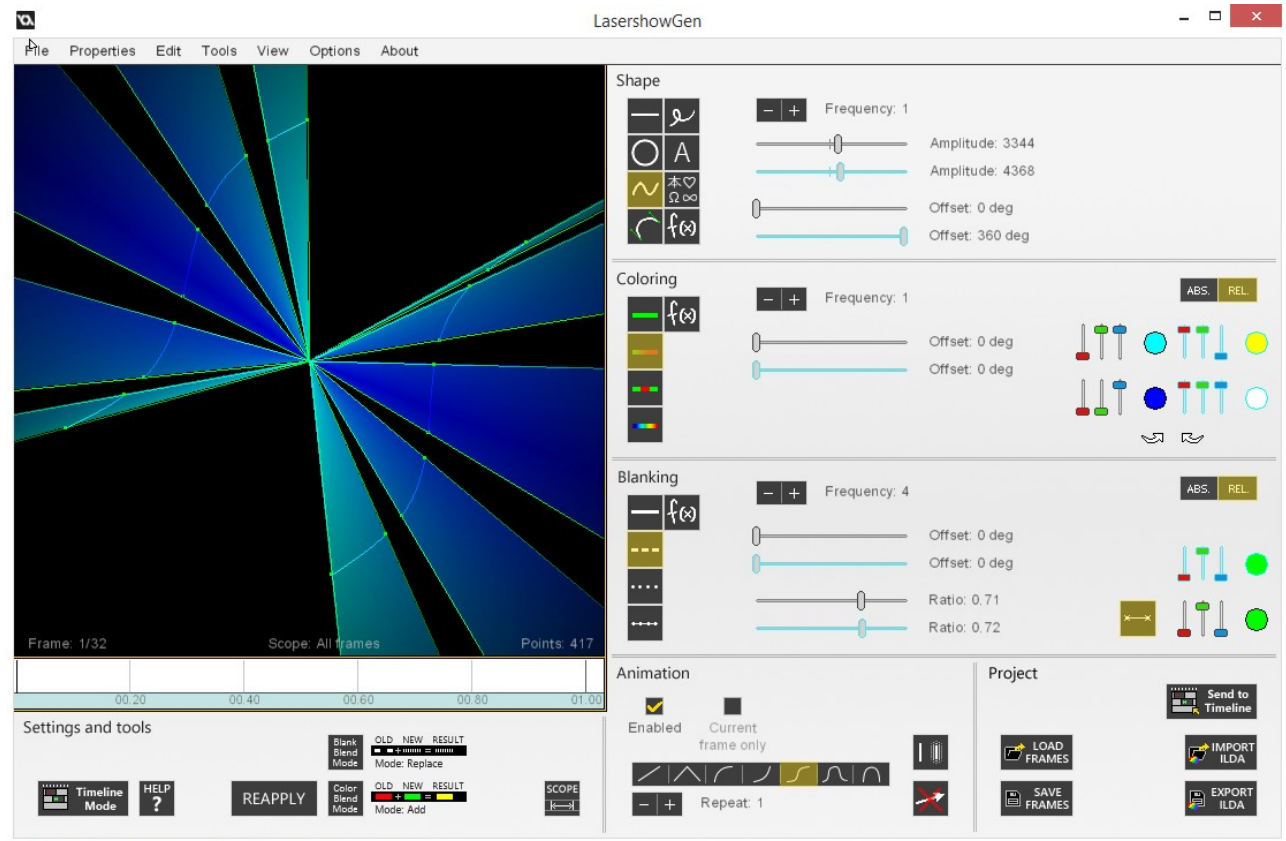 LasershowGen
File Properties Edit Tools View Options About
Frame: 1/32
Scope: All frames
Points: 417
00.20 00.40 00.60 00.80 01.00
Settings and tools
Timeline
Mode
HELP
?
REAPPLY
Blank
Blend
Mode
OLD NEW RESULT
Mode: Replace
Color
Blend
Mode
OLD NEW RESULT
Mode: Add
SCOPE
Shape
A
本♡
Ω∞
f(x)
- + Frequency: 1
Amplitude: 3344
Amplitude: 4368
Offset: 0 deg
Offset: 360 deg
Coloring
f(x)
- + Frequency: 1
ABS. REL.
Offset: 0 deg
Offset: 0 deg
Blanking
f(x)
- + Frequency: 4
ABS. REL.
Offset: 0 deg
Offset: 0 deg
Ratio: 0.71
Ratio: 0.72
Animation
Enabled
Current
frame only
- + Repeat: 1
Project
Send to
Timeline
LOAD
FRAMES
IMPORT
ILDA
SAVE
FRAMES
EXPORT
ILDA